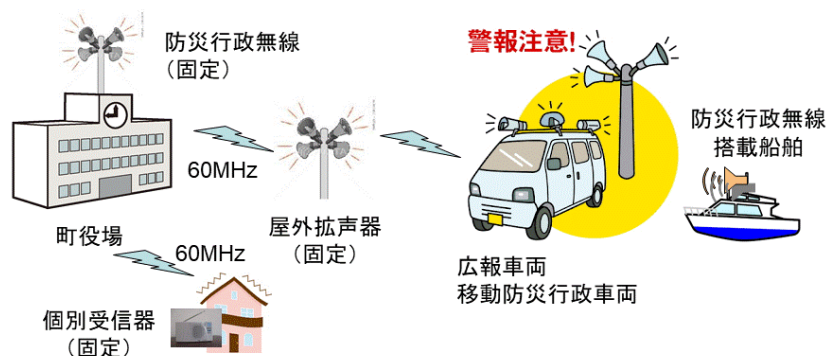 防災行政無線
(固定)
警報注意!
防災行政無線
搭載船舶
60MHz
町役場
屋外拡声器
(固定)
60MHz
広報車両
移動防災行政車両
個別受信器
(固定)